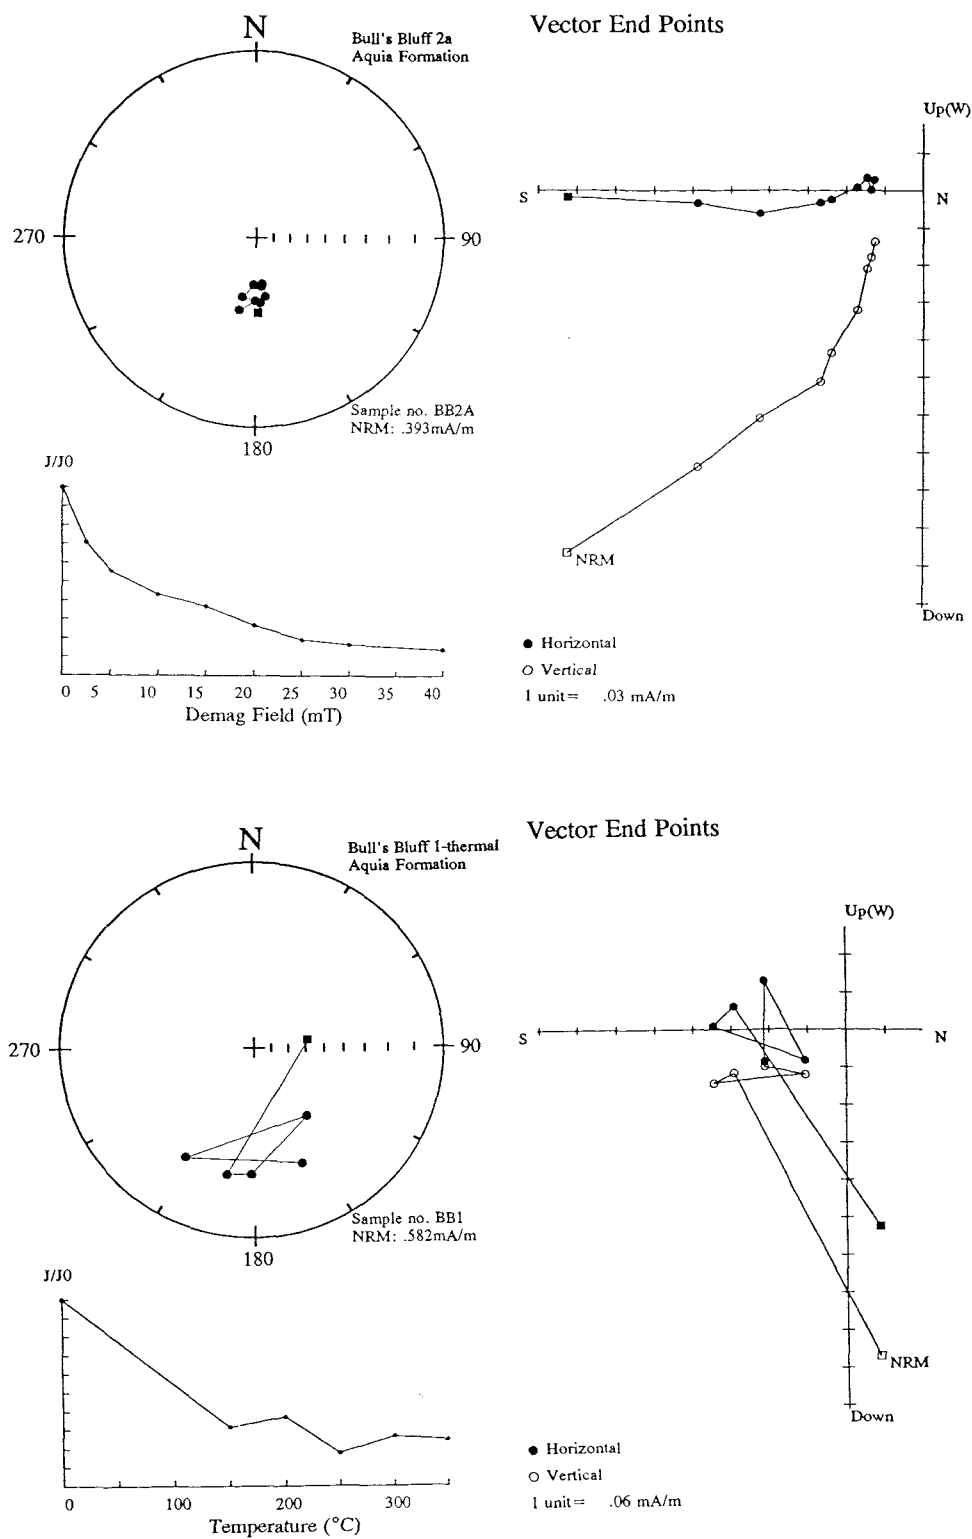 N
Bull's Bluff 2a
Aquia Formation
270
90
180
Sample no. BB2A
NRM: .393mA/m
Vector End Points
Up(W)
S
N
NRM
Down
J/J0
0 5 10 15 20 25 30 35 40
Demag Field (mT)
● Horizontal
○ Vertical
1 unit= .03 mA/m
N
Bull's Bluff 1-thermal
Aquia Formation
270
90
180
Sample no. BB1
NRM: .582mA/m
Vector End Points
Up(W)
S
N
NRM
Down
J/J0
0 100 200 300
Temperature (°C)
● Horizontal
○ Vertical
1 unit= .06 mA/m